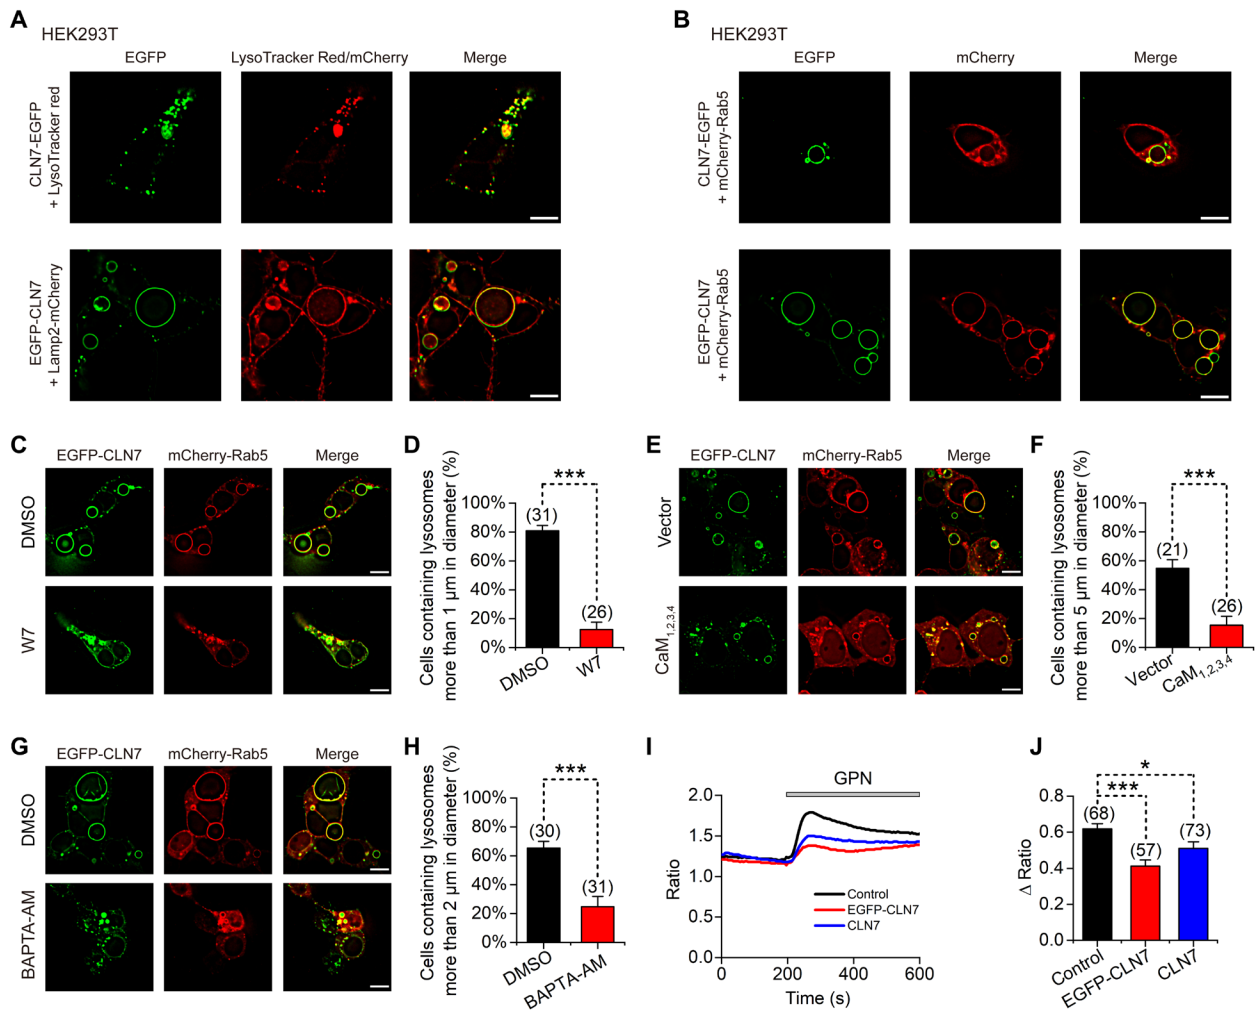 A
HEK293T
EGFP
LysoTracker Red/mCherry
Merge
CLN7-EGFP
+ LysoTracker red
EGFP-CLN7
+ Lamp2-mCherry
B
HEK293T
EGFP
mCherry
Merge
CLN7-EGFP
+ mCherry-Rab5
EGFP-CLN7
+ mCherry-Rab5
C
EGFP-CLN7
mCherry-Rab5
Merge
DMSO
W7
D
Cells containing lysosomes
more than 1 μm in diameter (%)
100%
80%
60%
40%
20%
0%
(31)
***
(26)
DMSO
W7
E
EGFP-CLN7
mCherry-Rab5
Merge
Vector
CaM1,2,3,4
F
Cells containing lysosomes
more than 5 μm in diameter (%)
100%
80%
60%
40%
20%
0%
(21)
***
(26)
Vector
CaM1,2,3,4
G
EGFP-CLN7
mCherry-Rab5
Merge
DMSO
BAPTA-AM
H
Cells containing lysosomes
more than 2 μm in diameter (%)
100%
80%
60%
40%
20%
0%
(30)
***
(31)
DMSO
BAPTA-AM
I
GPN
Ratio
2.0
1.5
1.0
0.5
0.0
Control
EGFP-CLN7
CLN7
0
200
400
600
Time (s)
J
Δ Ratio
0.8
0.6
0.4
0.2
0.0
*
***
(68)
(57)
(73)
Control
EGFP-CLN7
CLN7